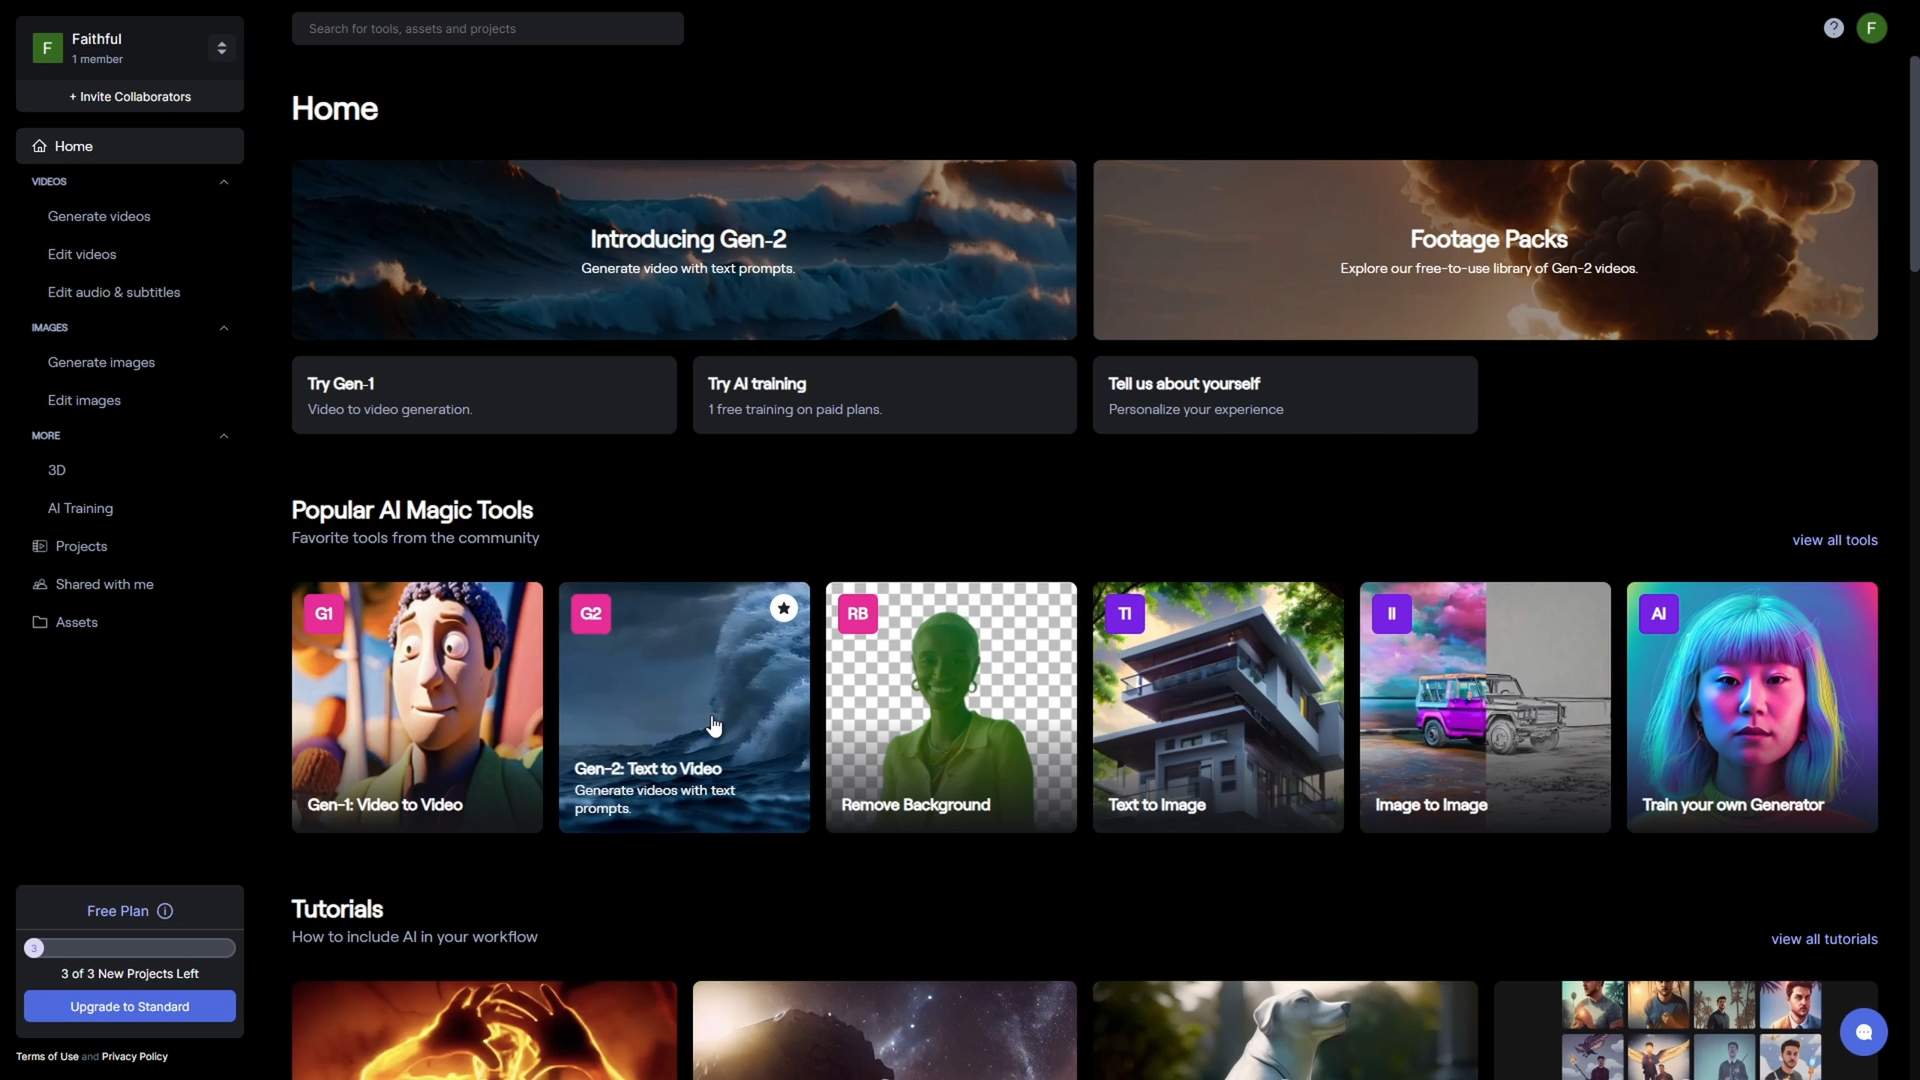 F
Faithful
1 member
+ Invite Collaborators
Home
VIDEOS
Generate videos
Edit videos
Edit audio & subtitles
IMAGES
Generate images
Edit images
MORE
3D
AI Training
Projects
Shared with me
Assets
Free Plan
3
3 of 3 New Projects Left
Upgrade to Standard
Terms of Use and Privacy Policy
Search for tools, assets and projects
?
F
Home
Introducing Gen-2
Generate video with text prompts.
Footage Packs
Explore our free-to-use library of Gen-2 videos.
Try Gen-1
Video to video generation.
Try AI training
1 free training on paid plans.
Tell us about yourself
Personalize your experience
Popular AI Magic Tools
Favorite tools from the community
view all tools
G1
Gen-1: Video to Video
G2
Gen-2: Text to Video
Generate videos with text
prompts.
RB
Remove Background
TI
Text to Image
II
Image to Image
AI
Train your own Generator
Tutorials
How to include AI in your workflow
view all tutorials